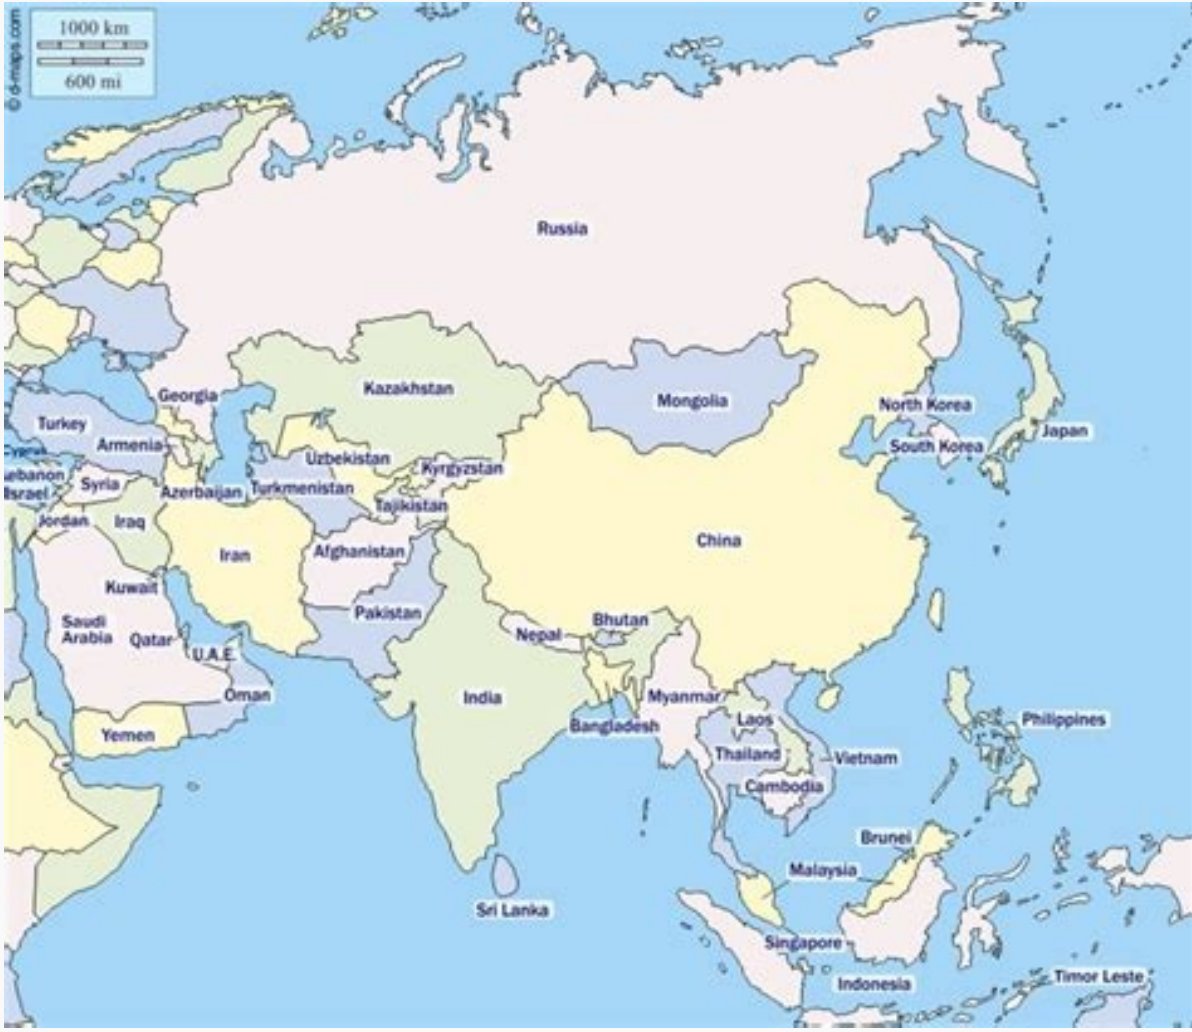 © d-maps.com
1000 km
600 mi
Russia
Georgia
Kazakhstan
Mongolia
North Korea
Turkey
Armenia
South Korea
Japan
Cyprus
Uzbekistan
Kyrgyzstan
ebanon
Syria
Israel
Azerbaijan
Turkmenistan
Tajikistan
Jordan
Iraq
Iran
Afghanistan
China
Kuwait
Pakistan
Saudi
Arabia
Qatar
Nepal
Bhutan
U.A.E.
Oman
India
Myanmar
Yemen
Bangladesh
Laos
Philippines
Thailand
Vietnam
Cambodia
Brunei
Malaysia
Sri Lanka
Singapore
Indonesia
Timor Leste